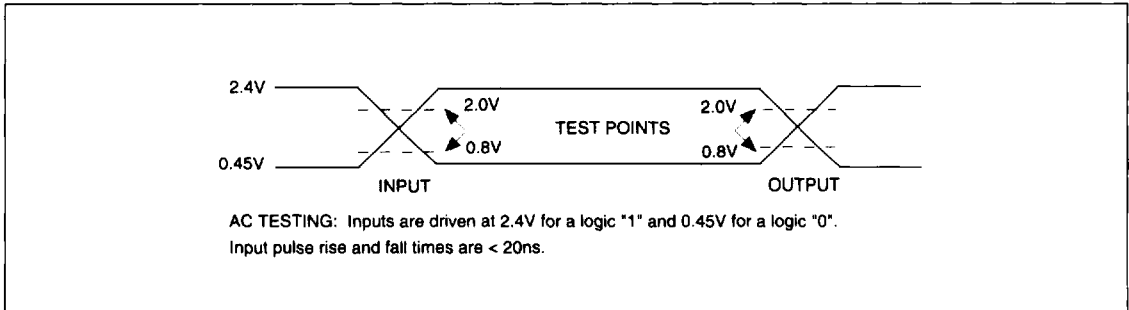 2.4V
2.0V
2.0V
TEST POINTS
0.8V
0.8V
0.45V
INPUT
OUTPUT
AC TESTING: Inputs are driven at 2.4V for a logic "1" and 0.45V for a logic "0".
Input pulse rise and fall times are < 20ns.